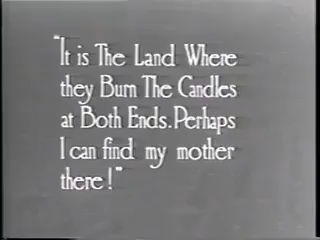 "It is The Land Where
they Burn The Candles
at Both Ends. Perhaps
I can find my mother
there!"